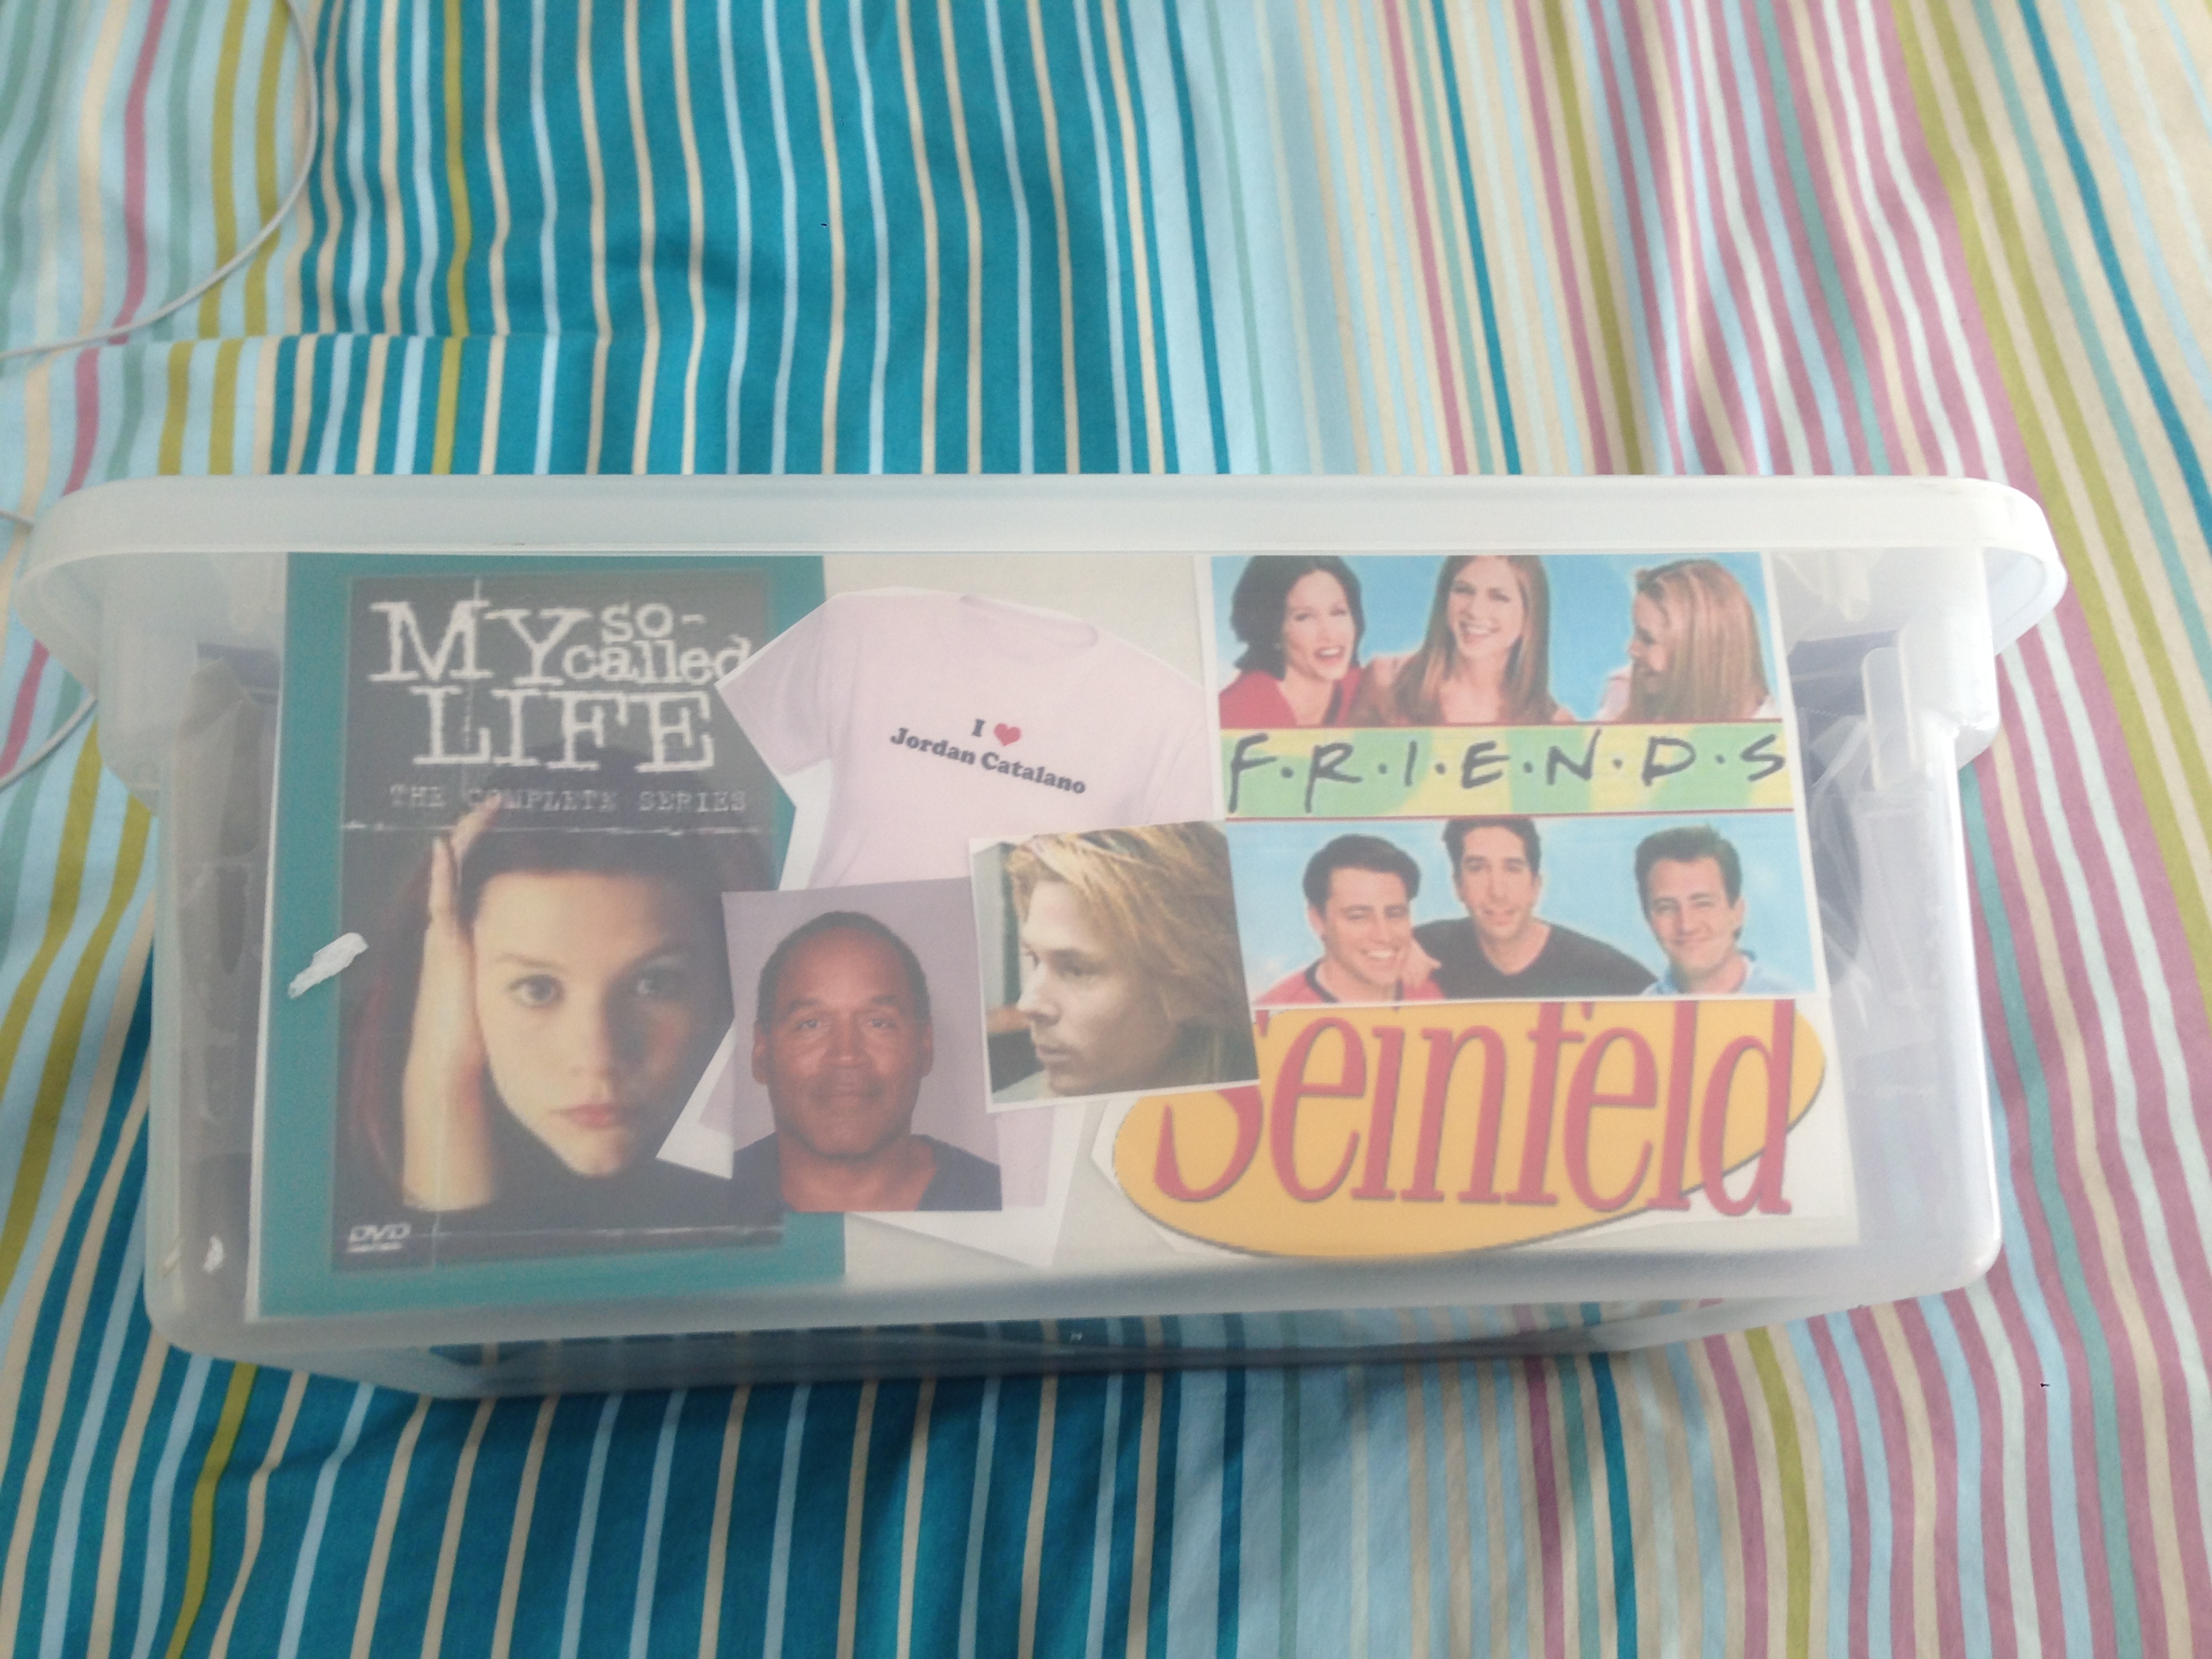 MY so-called
LIFE
THE COMPLETE SERIES
DVD
I ♥
Jordan Catalano
F·R·I·E·N·D·S
Seinfeld